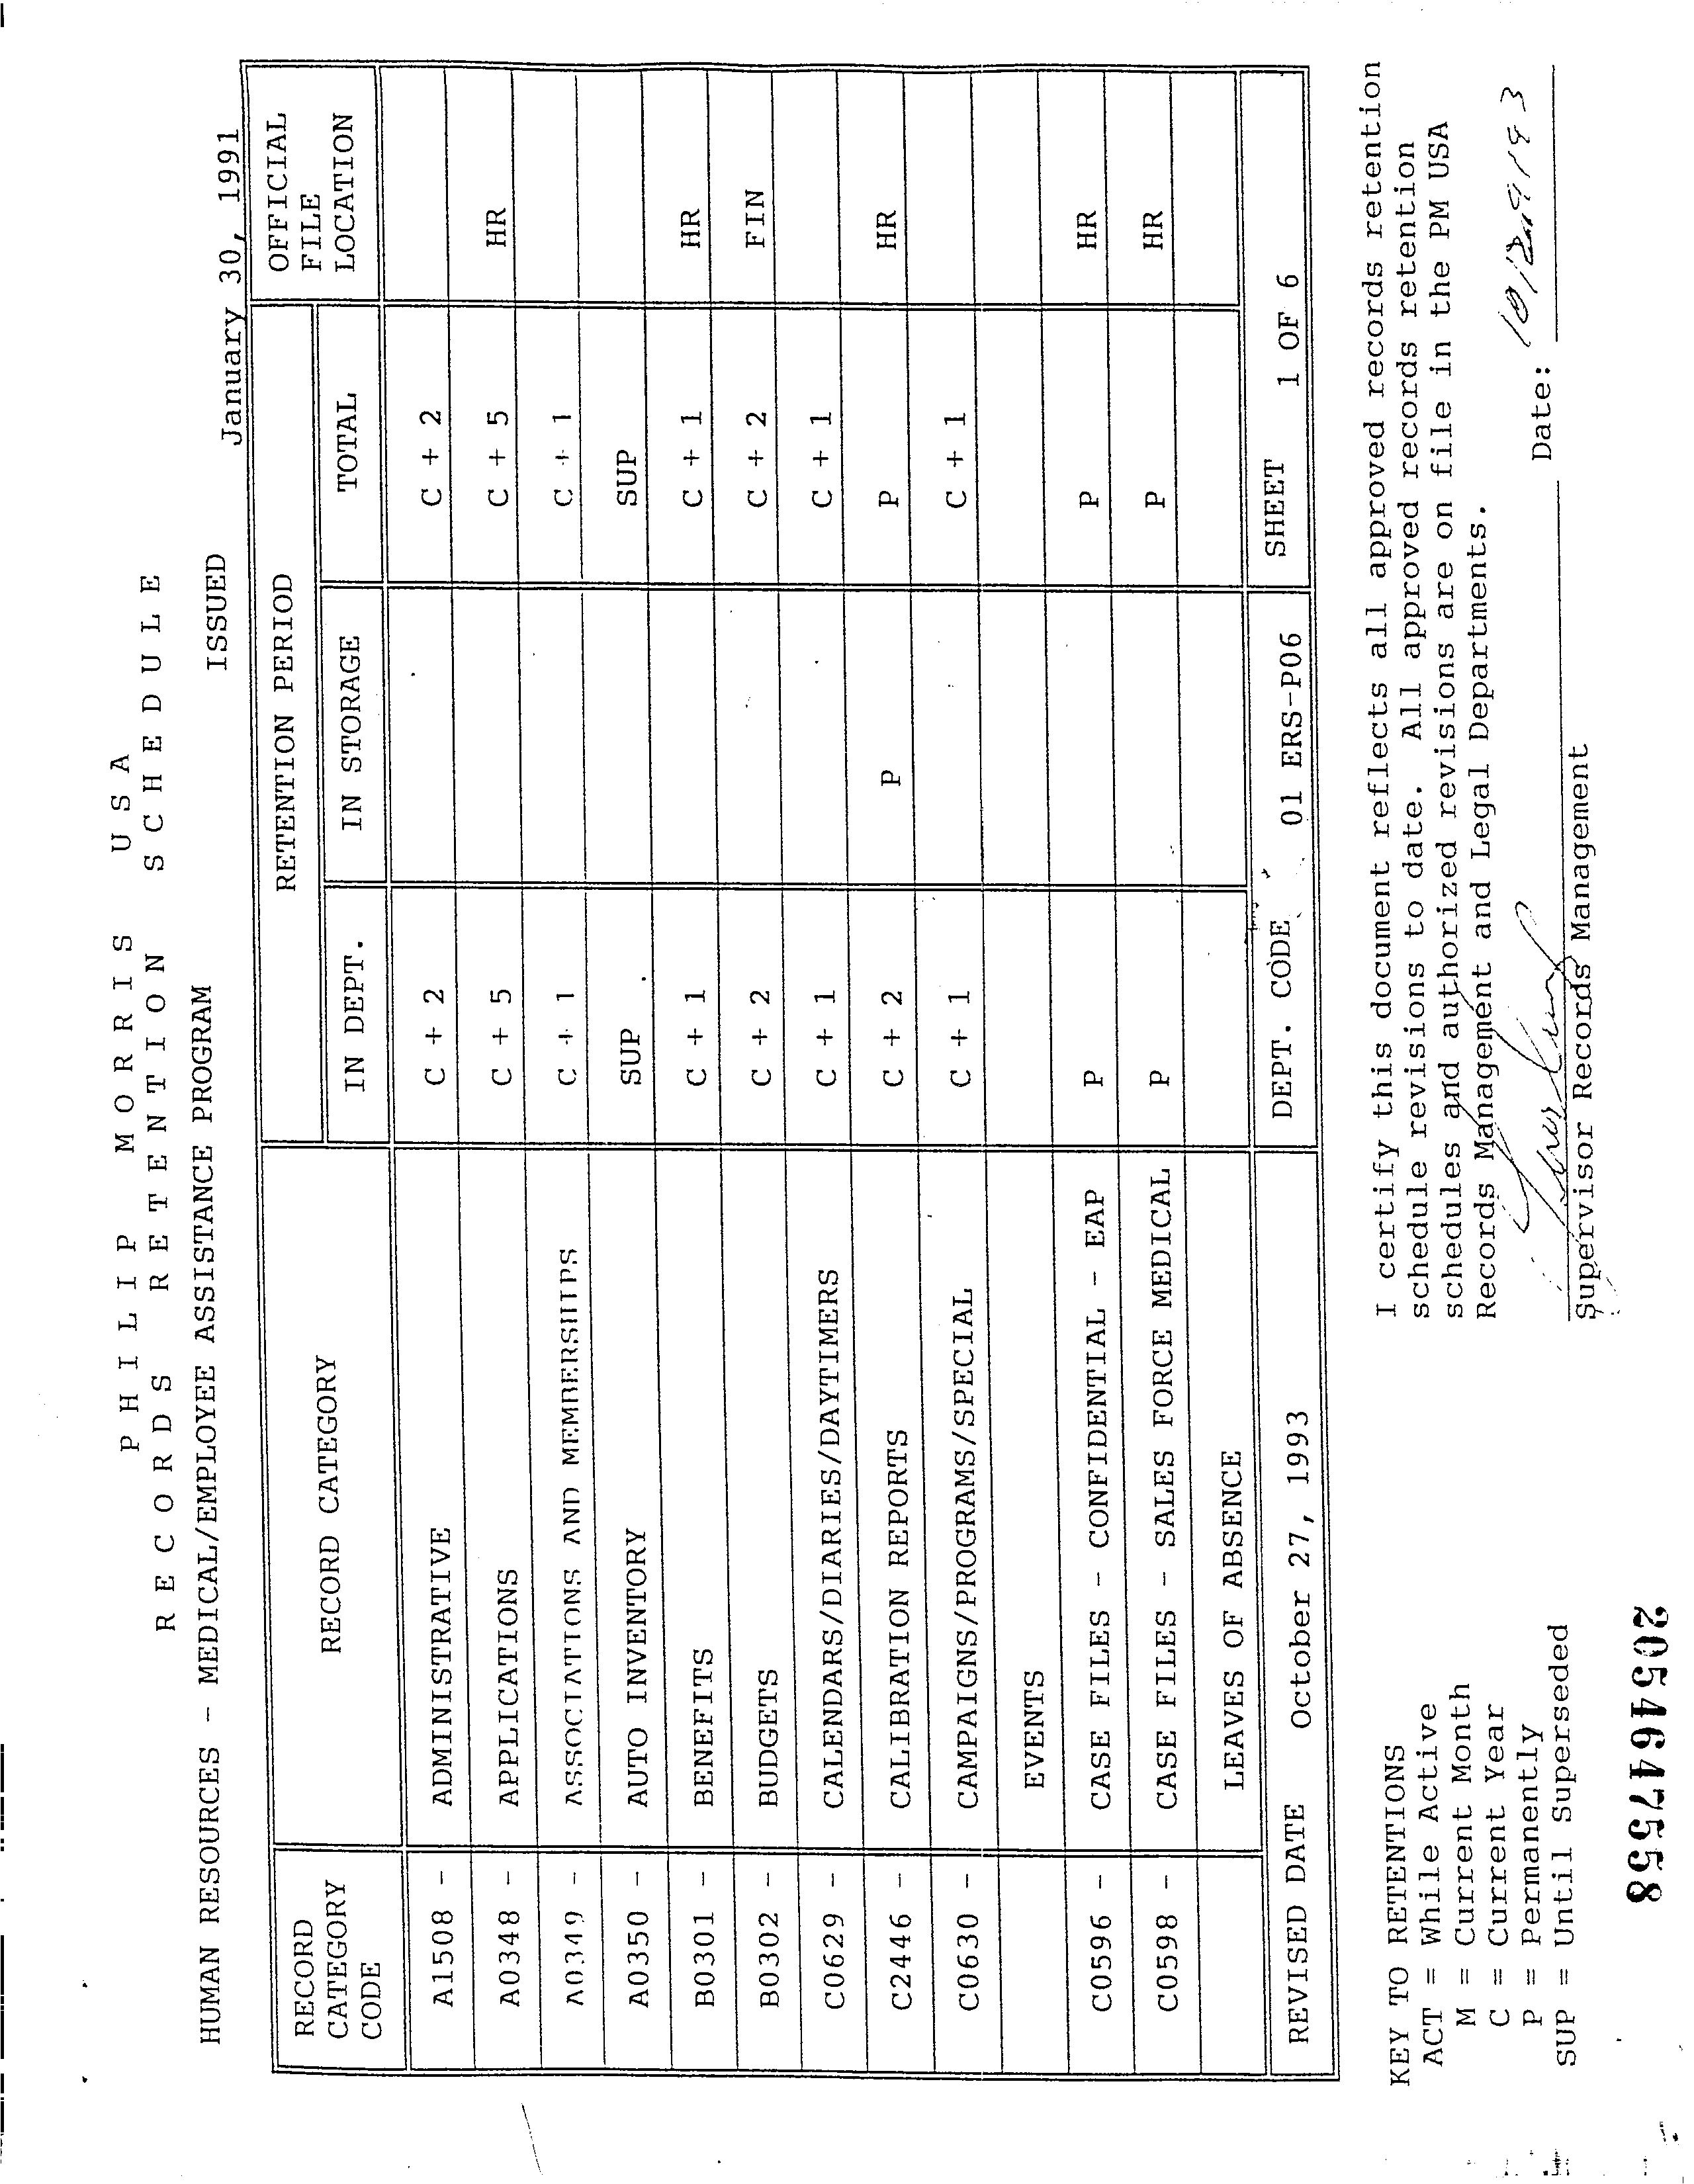 PHILIP MORRIS USA
RECORDS RETENTION SCHEDULE
HUMAN RESOURCES - MEDICAL/EMPLOYEE ASSISTANCE PROGRAM ISSUED January 30, 1991
RECORD CATEGORY CODE RECORD CATEGORY RETENTION PERIOD OFFICIAL FILE LOCATION
IN DEPT. IN STORAGE TOTAL
A1508 - ADMINISTRATIVE C + 2 C + 2
A0348 - APPLICATIONS C + 5 C + 5 HR
A0349 - ASSOCIATIONS AND MEMBERSHIPS C + 1 C + 1
A0350 - AUTO INVENTORY SUP SUP
B0301 - BENEFITS C + 1 C + 1 HR
B0302 - BUDGETS C + 2 C + 2 FIN
C0629 - CALENDARS/DIARIES/DAYTIMERS C + 1 C + 1
C2446 - CALIBRATION REPORTS C + 2 P P HR
C0630 - CAMPAIGNS/PROGRAMS/SPECIAL C + 1 C + 1
EVENTS
C0596 - CASE FILES - CONFIDENTIAL - EAP P P HR
C0598 - CASE FILES - SALES FORCE MEDICAL P P HR
LEAVES OF ABSENCE
REVISED DATE October 27, 1993 DEPT. CODE 01 ERS-P06 SHEET 1 OF 6
KEY TO RETENTIONS
ACT = While Active
M = Current Month
C = Current Year
P = Permanently
SUP = Until Superseded
I certify this document reflects all approved records retention
schedule revisions to date. All approved records retention
schedules and authorized revisions are on file in the PM USA
Records Management and Legal Departments.
Date:
Supervisor Records Management
2054647558